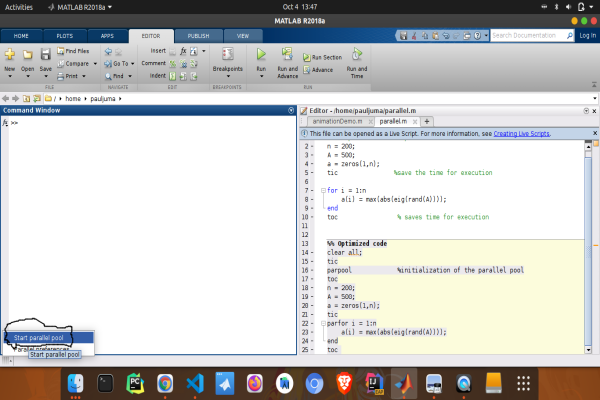 Activities
MATLAB R2018a
Oct 4 13:47
MATLAB R2018a
HOME
PLOTS
APPS
EDITOR
PUBLISH
VIEW
Search Documentation
Log In
New
Open
Save
Find Files
Compare
Print
Go To
Find
Insert
Comment
Indent
fx
Breakpoints
Run
Run and Advance
Run Section
Advance
Run and Time
FILE
NAVIGATE
EDIT
BREAKPOINTS
RUN
/ home pauljuma
Command Window
fx >>
Start parallel pool
Parallel preferences
Start parallel pool
Editor - /home/pauljuma/parallel.m
animationDemo.m
parallel.m
+
This file can be opened as a Live Script. For more information, see Creating Live Scripts.
2 - n = 200;
3 - A = 500;
4 - a = zeros(1,n);
5 - tic %save the time for execution
6
7 - for i = 1:n
8 - a(i) = max(abs(eig(rand(A))));
9 - end
10 - toc % saves time for execution
11
12
13 %% Optimized code
14 - clear all;
15 - tic
16 - parpool %initialization of the parallel pool
17 - toc
18 - n = 200;
19 - A = 500;
20 - a = zeros(1,n);
21 - tic
22 - parfor i = 1:n
23 - a(i) = max(abs(eig(rand(A))));
24 - end
25 - toc